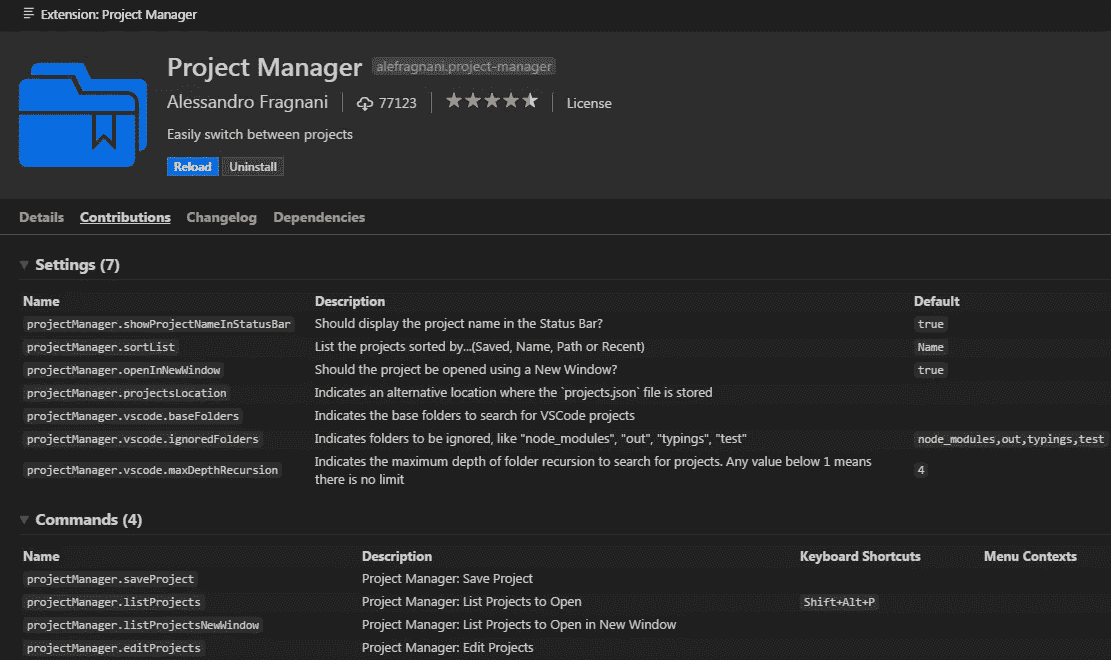 Extension: Project Manager
Project Manager alefragnani.project-manager
Alessandro Fragnani 77123 License
Easily switch between projects
Reload Uninstall
Details Contributions Changelog Dependencies
Settings (7)
Name Description Default
projectManager.showProjectNameInStatusBar Should display the project name in the Status Bar? true
projectManager.sortList List the projects sorted by...(Saved, Name, Path or Recent) Name
projectManager.openInNewWindow Should the project be opened using a New Window? true
projectManager.projectsLocation Indicates an alternative location where the `projects.json` file is stored
projectManager.vscode.baseFolders Indicates the base folders to search for VSCode projects
projectManager.vscode.ignoredFolders Indicates folders to be ignored, like "node_modules", "out", "typings", "test" node_modules,out,typings,test
projectManager.vscode.maxDepthRecursion Indicates the maximum depth of folder recursion to search for projects. Any value below 1 means 4
there is no limit
Commands (4)
Name Description Keyboard Shortcuts Menu Contexts
projectManager.saveProject Project Manager: Save Project
projectManager.listProjects Project Manager: List Projects to Open Shift+Alt+P
projectManager.listProjectsNewWindow Project Manager: List Projects to Open in New Window
projectManager.editProjects Project Manager: Edit Projects